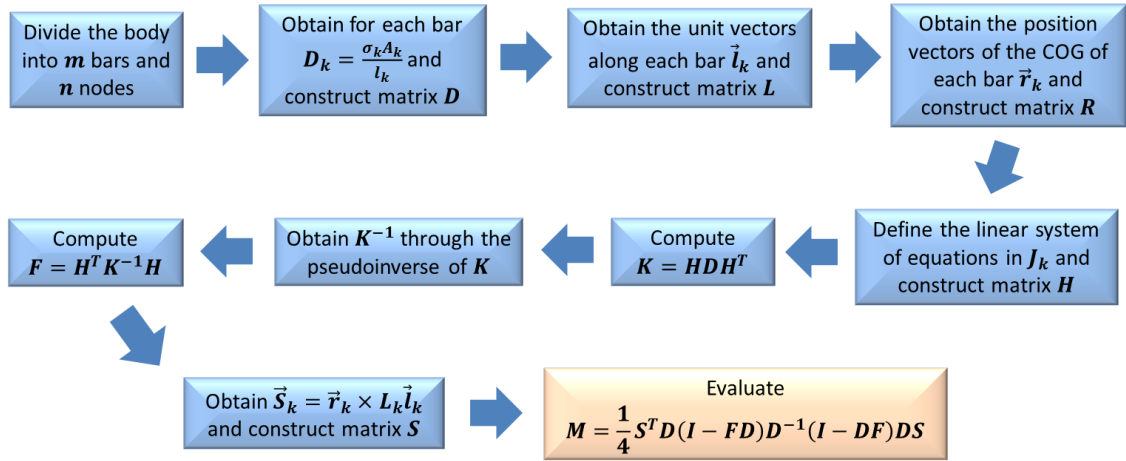 Divide the body
into m bars and
n nodes
Obtain for each bar
D_k = σ_k A_k / l_k and
construct matrix D
Obtain the unit vectors
along each bar l⃗_k and
construct matrix L
Obtain the position
vectors of the COG of
each bar r⃗_k and
construct matrix R
Define the linear system
of equations in J_k and
construct matrix H
Compute
K = HDH^T
Obtain K^−1 through the
pseudoinverse of K
Compute
F = H^T K^−1 H
Obtain S⃗_k = r⃗_k × L_k l⃗_k
and construct matrix S
Evaluate
M = 1/4 S^T D(I − FD)D^−1(I − DF)DS